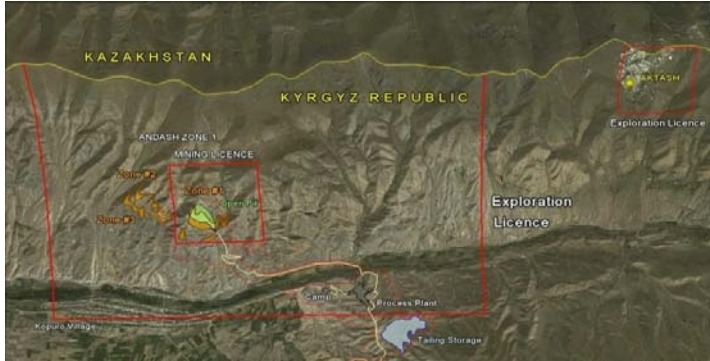 KAZAKHSTAN
KYRGYZ REPUBLIC
AKTASH
Exploration Licence
ANDASH ZONE 1
MINING LICENCE
Zone #2
Zone #1
Open Pit
Zone #3
Exploration
Licence
Camp
Process Plant
Kopuro Village
Tailing Storage